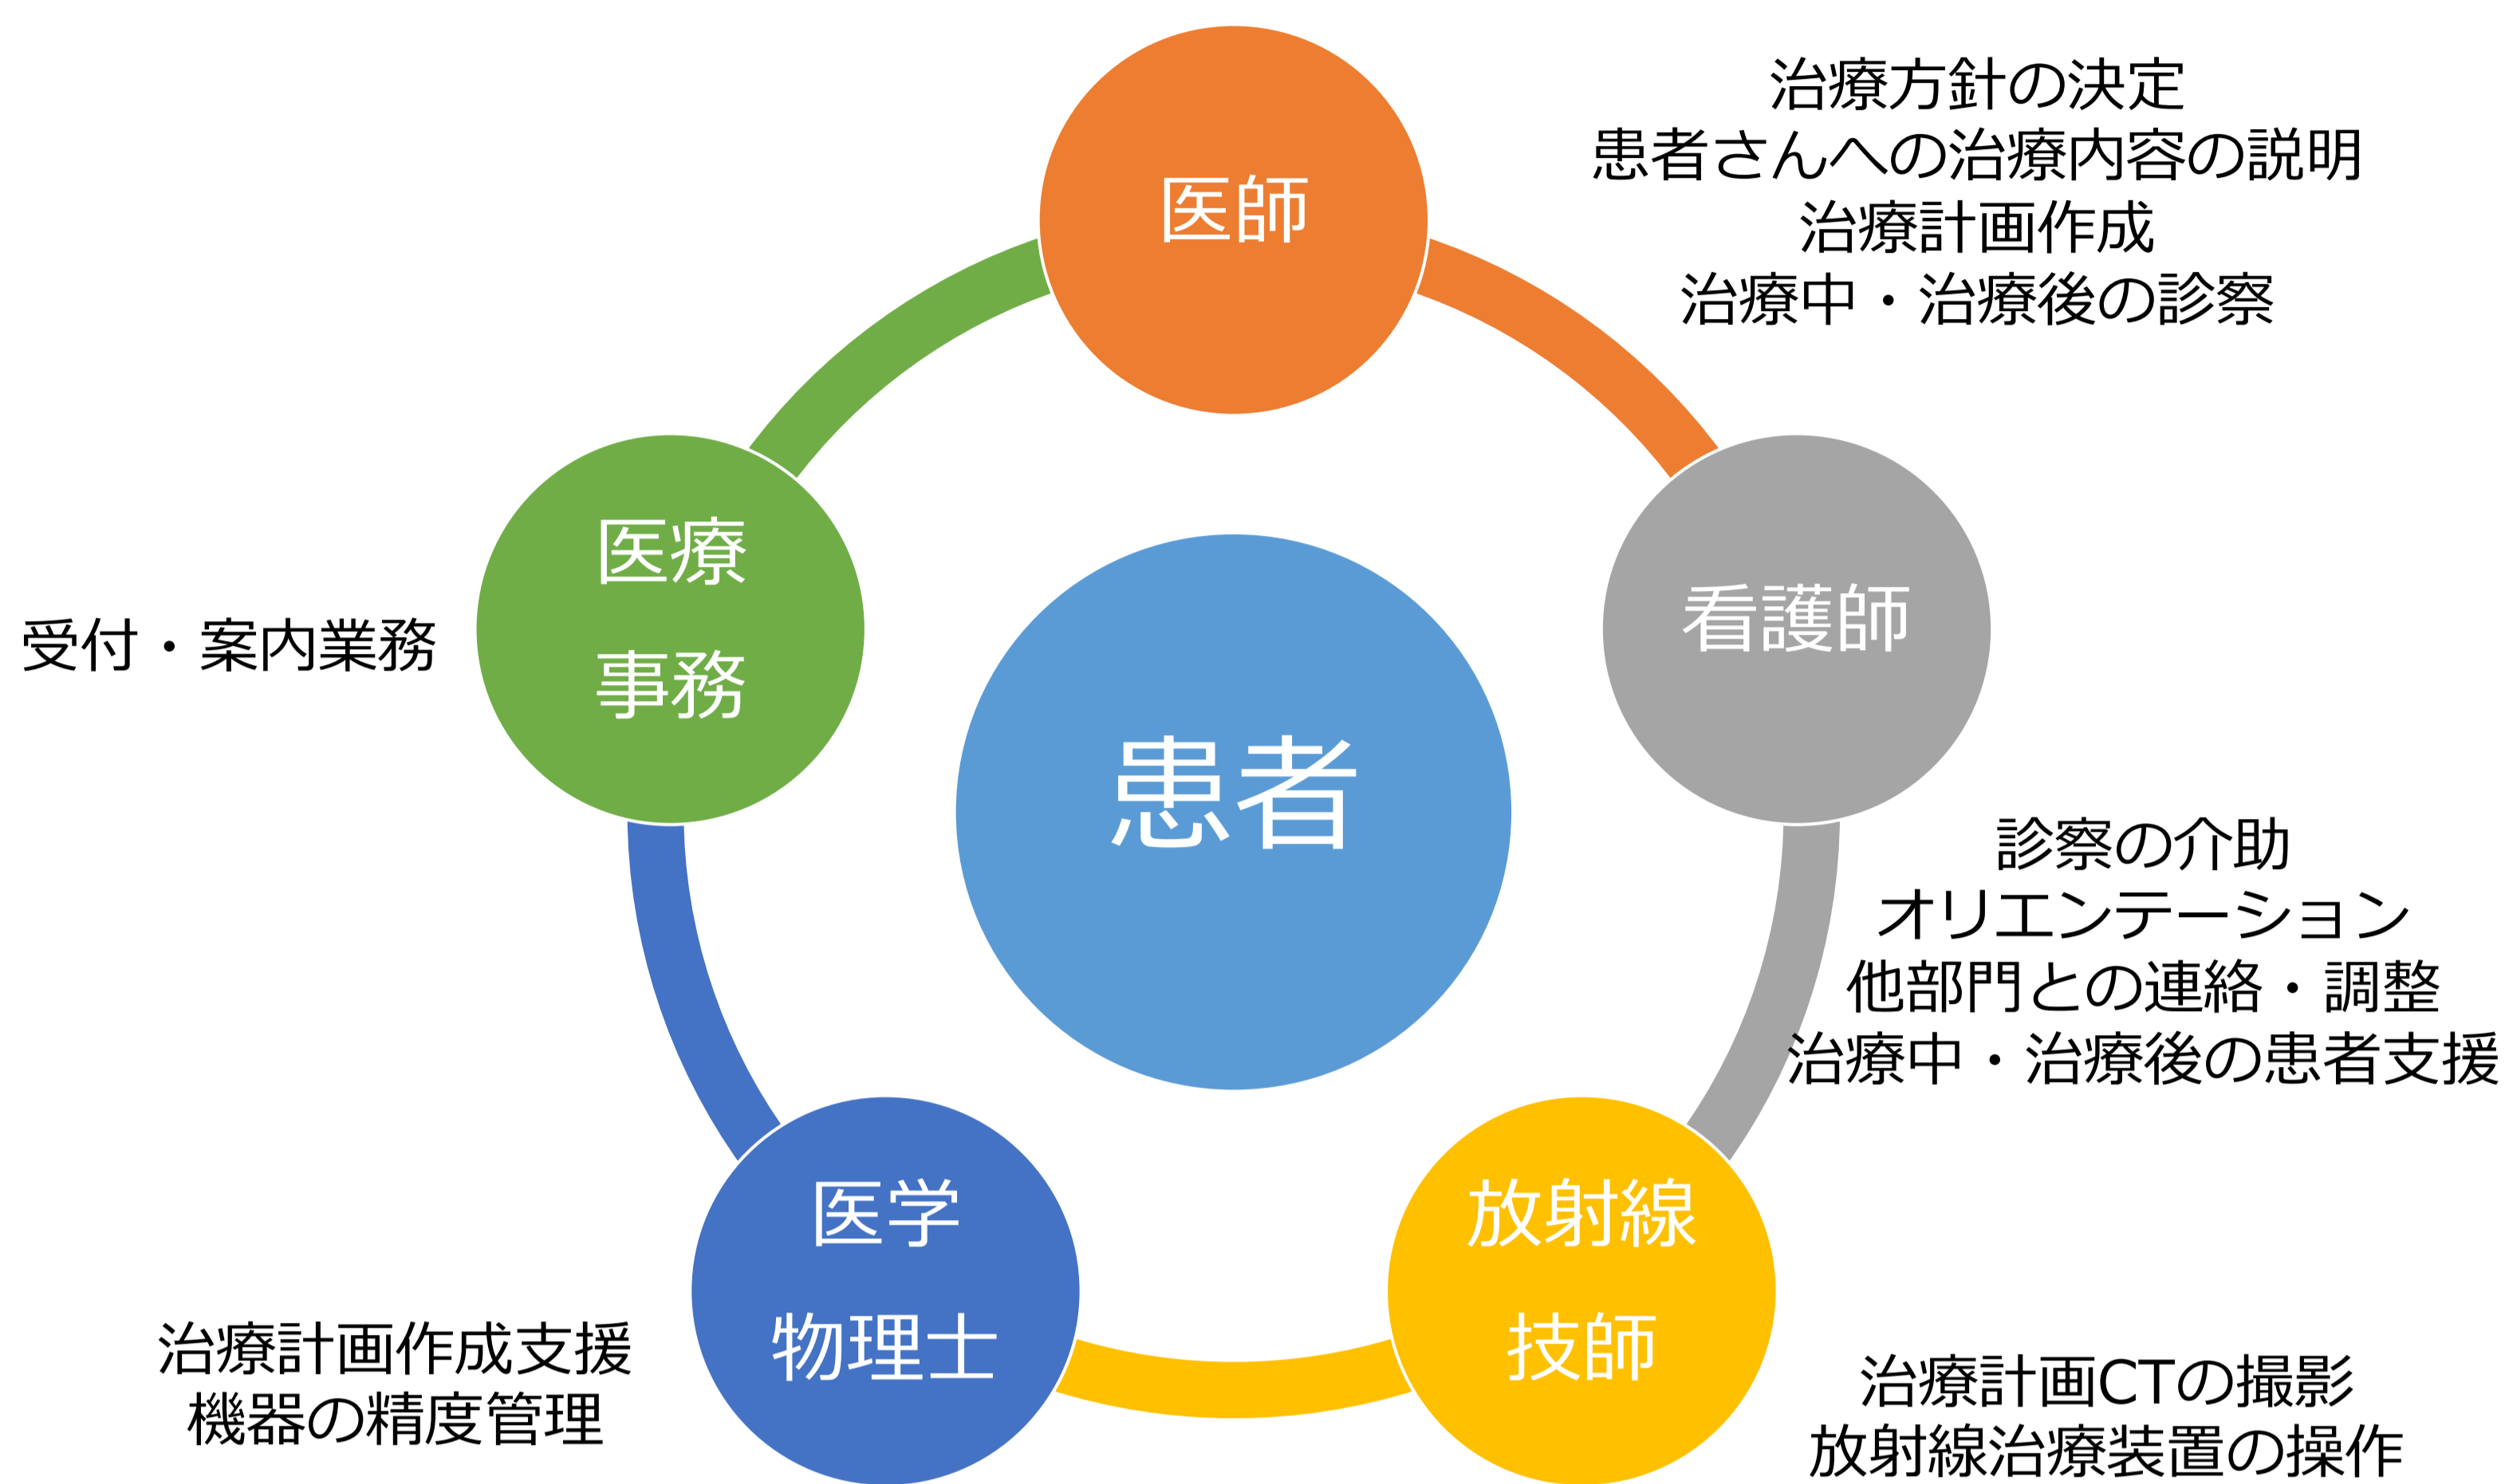 医師
治療方針の決定
患者さんへの治療内容の説明
治療計画作成
治療中・治療後の診察
看護師
診察の介助
オリエンテーション
他部門との連絡・調整
治療中・治療後の患者支援
放射線
技師
治療計画CTの撮影
放射線治療装置の操作
医学
物理士
治療計画作成支援
機器の精度管理
医療
事務
受付・案内業務
患者